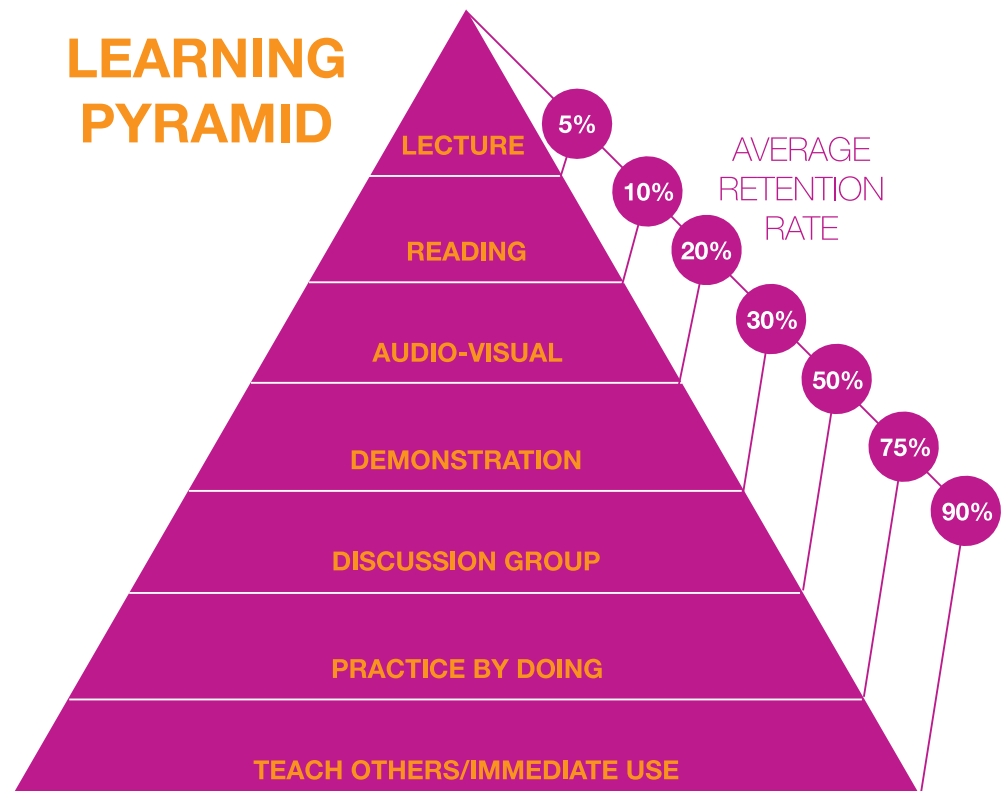 LEARNING
PYRAMID
LECTURE
5%
AVERAGE
RETENTION
RATE
READING
10%
AUDIO-VISUAL
20%
DEMONSTRATION
30%
DISCUSSION GROUP
50%
PRACTICE BY DOING
75%
TEACH OTHERS/IMMEDIATE USE
90%